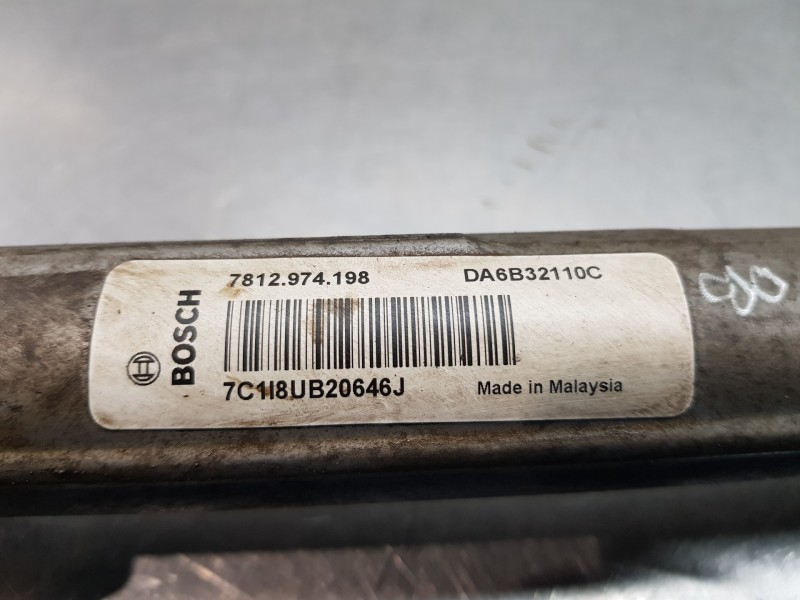 BOSCH
7812.974.198 DA6B32110C
7C1I8UB20646J Made in Malaysia